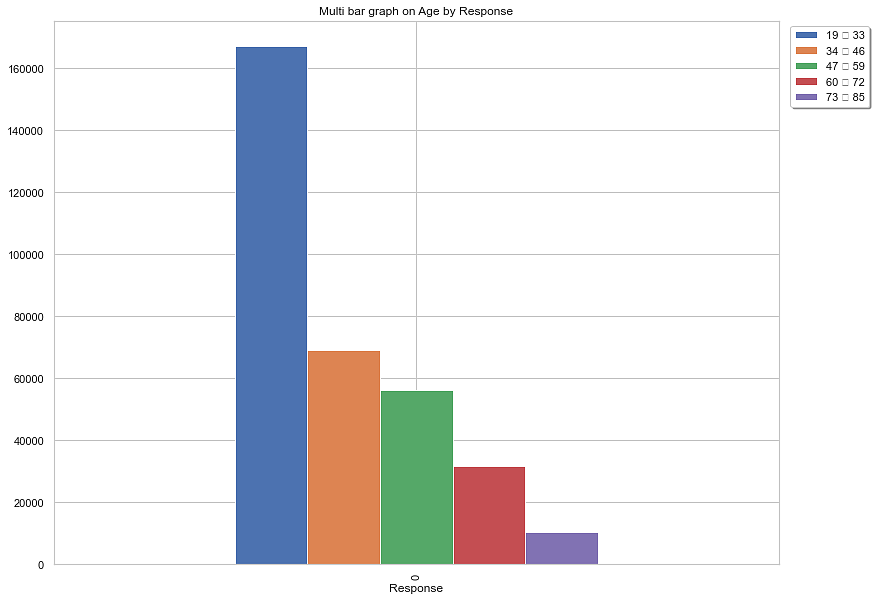 Multi bar graph on Age by Response
19 ▯ 33
34 ▯ 46
47 ▯ 59
60 ▯ 72
73 ▯ 85
160000
140000
120000
100000
80000
60000
40000
20000
0
0
Response